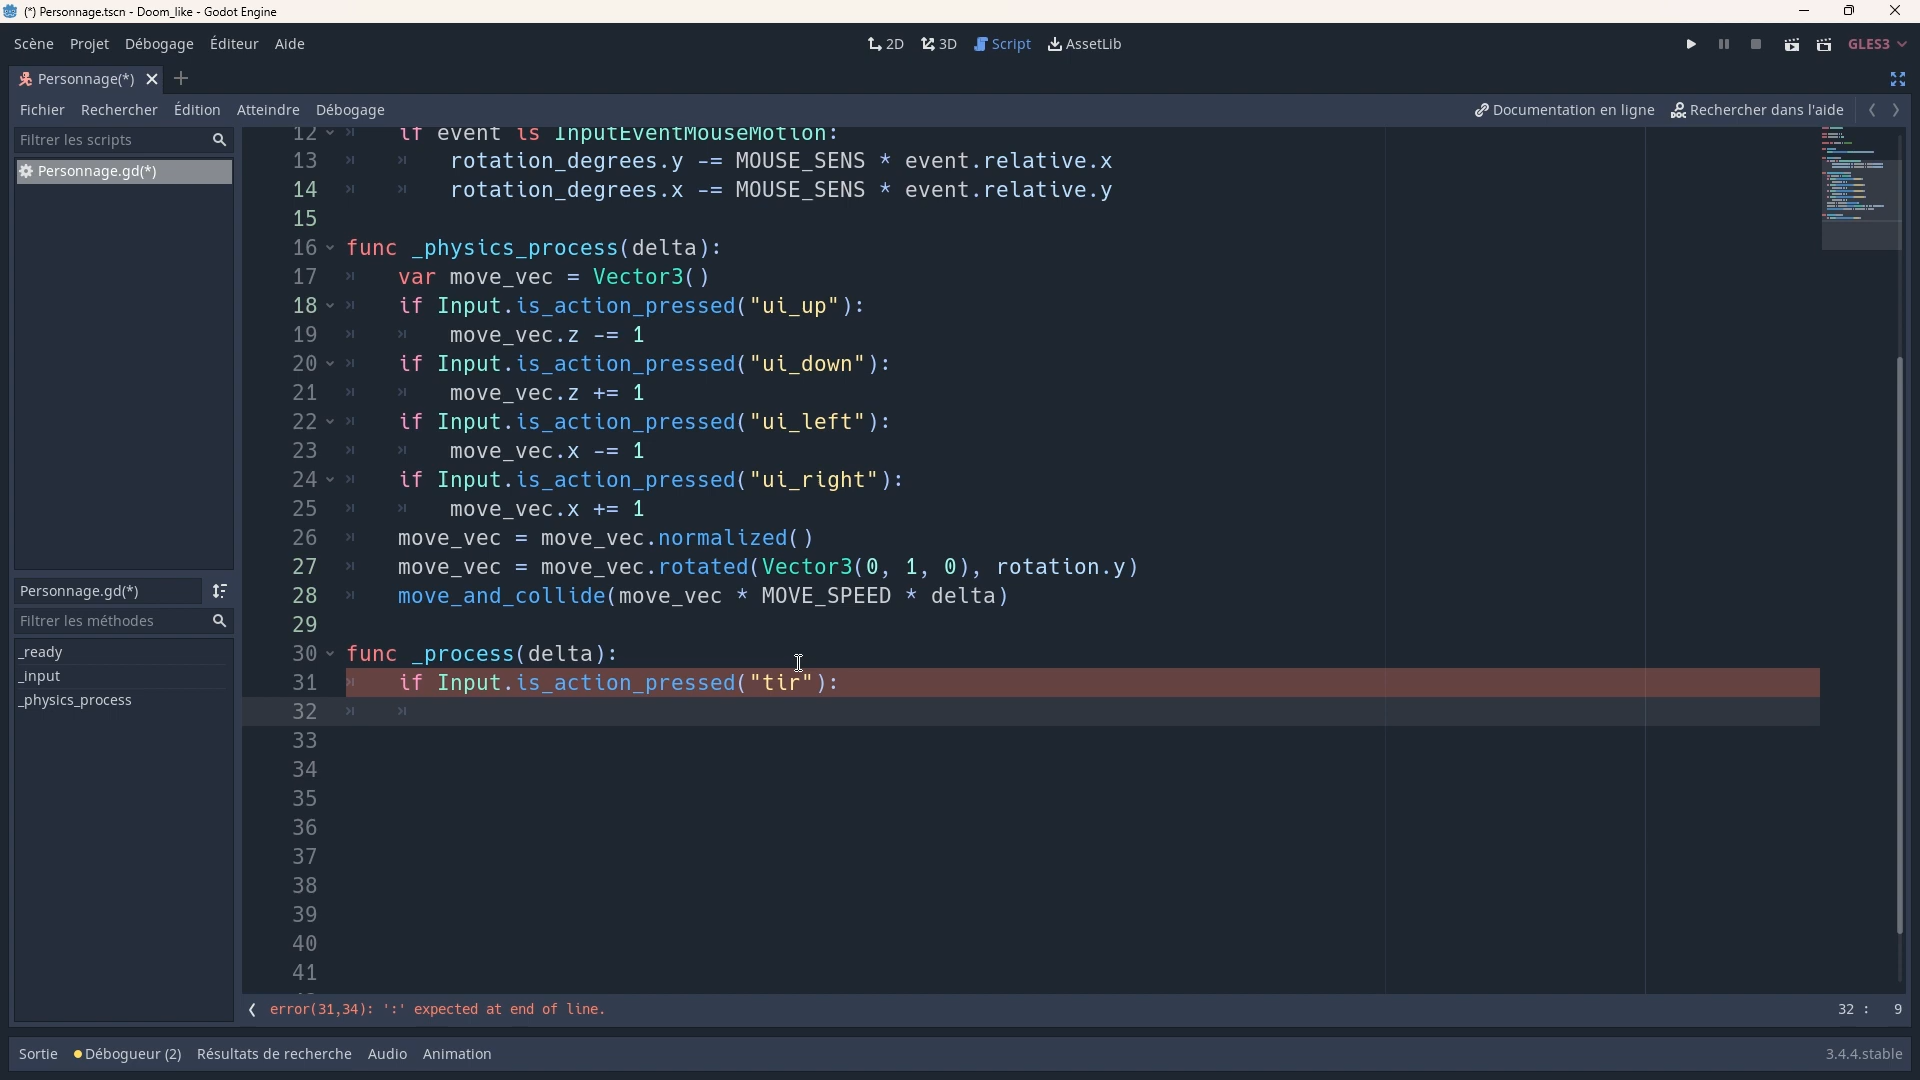 (*) Personnage.tscn - Doom_like - Godot Engine
Scène Projet Débogage Éditeur Aide 2D 3D Script AssetLib GLES3
Personnage(*)
Fichier Rechercher Édition Atteindre Débogage Documentation en ligne Rechercher dans l'aide
Filtrer les scripts
Personnage.gd(*)
Personnage.gd(*)
Filtrer les méthodes
_ready
_input
_physics_process
12 if event is InputEventMouseMotion:
13 rotation_degrees.y -= MOUSE_SENS * event.relative.x
14 rotation_degrees.x -= MOUSE_SENS * event.relative.y
15
16 func _physics_process(delta):
17 var move_vec = Vector3()
18 if Input.is_action_pressed("ui_up"):
19 move_vec.z -= 1
20 if Input.is_action_pressed("ui_down"):
21 move_vec.z += 1
22 if Input.is_action_pressed("ui_left"):
23 move_vec.x -= 1
24 if Input.is_action_pressed("ui_right"):
25 move_vec.x += 1
26 move_vec = move_vec.normalized()
27 move_vec = move_vec.rotated(Vector3(0, 1, 0), rotation.y)
28 move_and_collide(move_vec * MOVE_SPEED * delta)
29
30 func _process(delta):
31 if Input.is_action_pressed("tir"):
32
33
34
35
36
37
38
39
40
41
error(31,34): ':' expected at end of line. 32 : 9
Sortie Débogueur (2) Résultats de recherche Audio Animation 3.4.4.stable